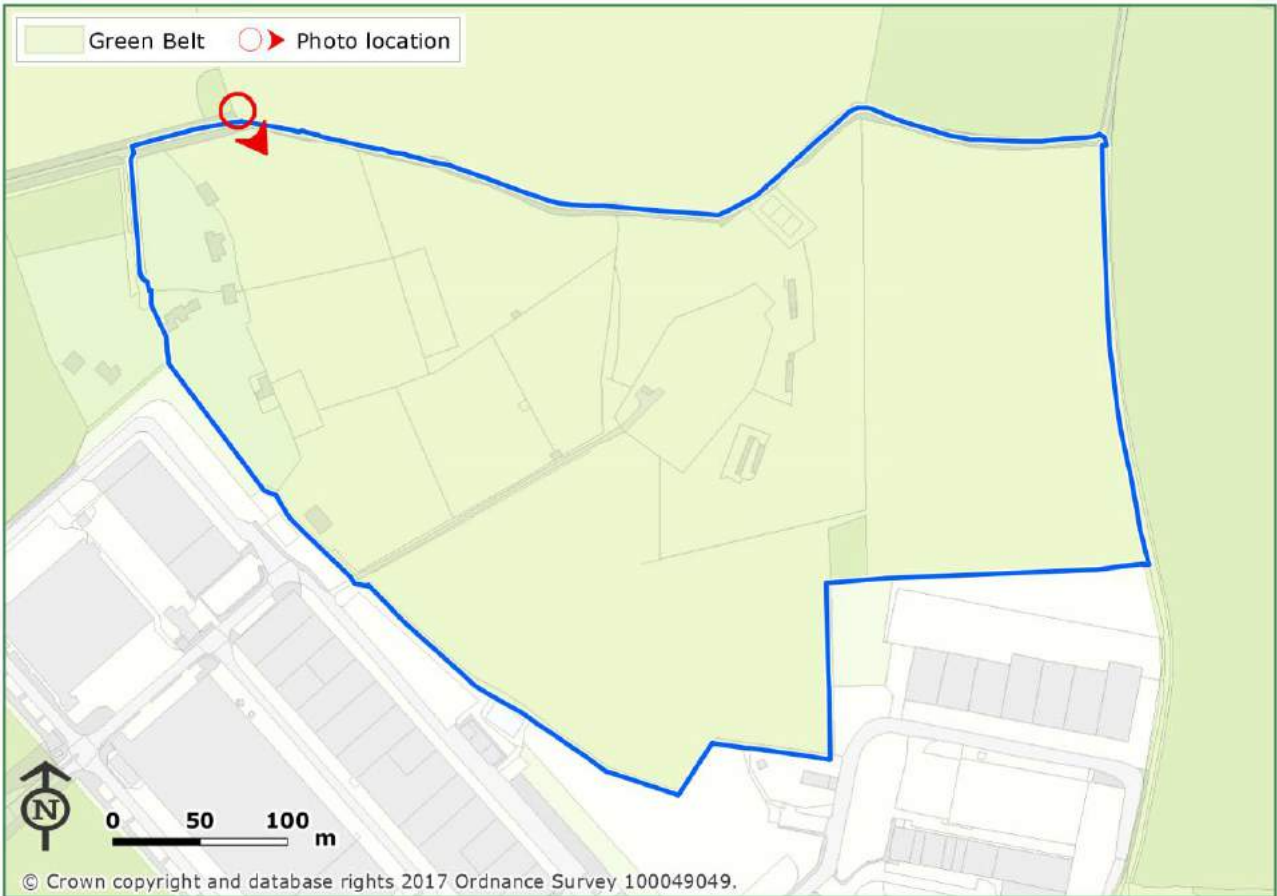 Green Belt Photo location
N
0 50 100 m
© Crown copyright and database rights 2017 Ordnance Survey 100049049.